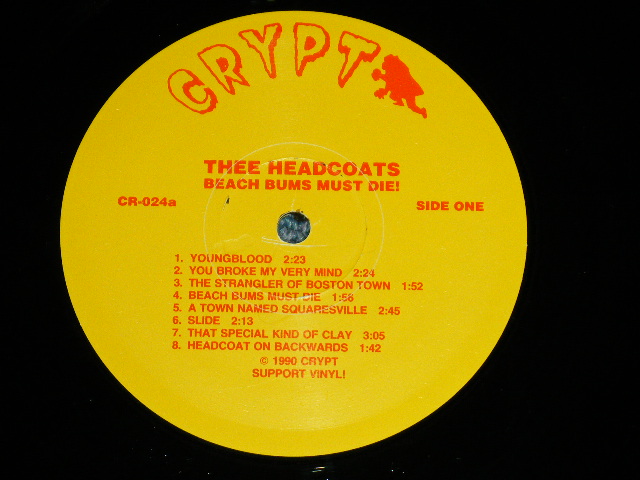 CRYPT
THEE HEADCOATS
BEACH BUMS MUST DIE!
CR-024a
SIDE ONE
1. YOUNGBLOOD 2:23
2. YOU BROKE MY VERY MIND 2:24
3. THE STRANGLER OF BOSTON TOWN 1:52
4. BEACH BUMS MUST DIE 1:58
5. A TOWN NAMED SQUARESVILLE 2:45
6. SLIDE 2:13
7. THAT SPECIAL KIND OF CLAY 3:05
8. HEADCOAT ON BACKWARDS 1:42
© 1990 CRYPT
SUPPORT VINYL!